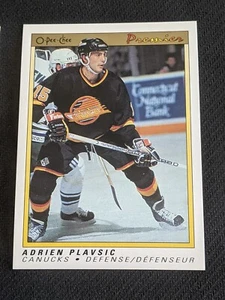 O-Pee-Chee
Premier
Connecticut
National
Bank
ADRIEN PLAVSIC
CANUCKS • DEFENSE/DÉFENSEUR